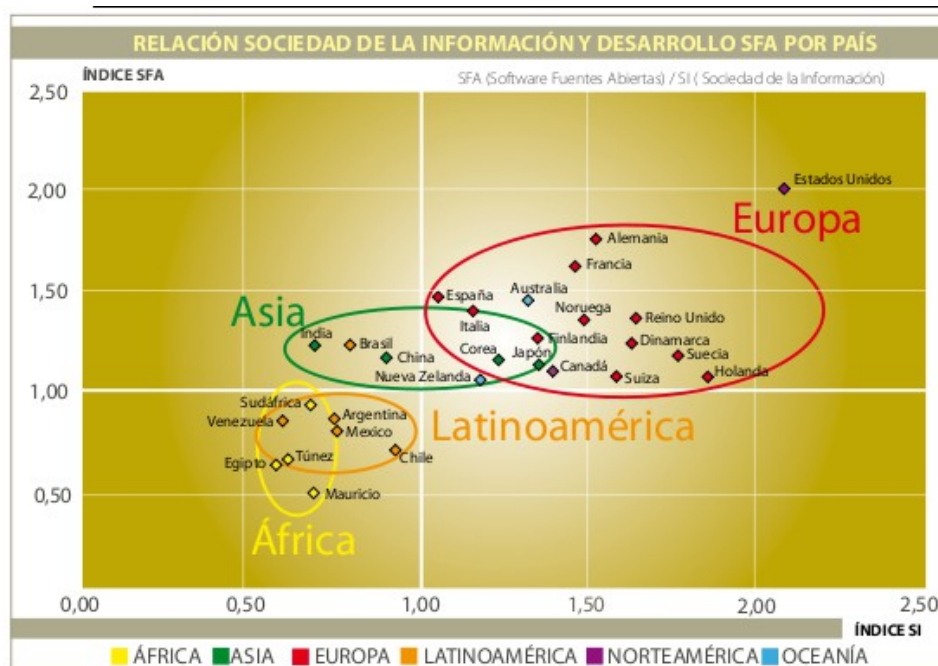 RELACIÓN SOCIEDAD DE LA INFORMACIÓN Y DESARROLLO SFA POR PAÍS
ÍNDICE SFA
SFA (Software Fuentes Abiertas) / SI ( Sociedad de la Información)
2,50
2,00
1,50
1,00
0,50
Estados Unidos
Europa
Alemania
Francia
Australia
España
Noruega
Reino Unido
Asia
Italia
India
Brasil
Finlandia
Dinamarca
Corea
Japón
China
Suecia
Nueva Zelanda
Canadá
Suiza
Holanda
Sudáfrica
Venezuela
Argentina
Mexico
Latinoamérica
Chile
Túnez
Egipto
Mauricio
África
0,00
0,50
1,00
1,50
2,00
2,50
ÍNDICE SI
ÁFRICA
ASIA
EUROPA
LATINOAMÉRICA
NORTEAMÉRICA
OCEANÍA